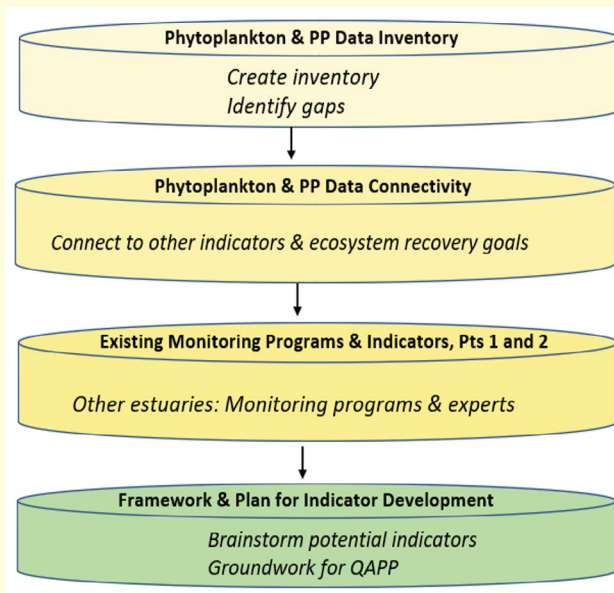 Phytoplankton & PP Data Inventory
Create inventory
Identify gaps
Phytoplankton & PP Data Connectivity
Connect to other indicators & ecosystem recovery goals
Existing Monitoring Programs & Indicators, Pts 1 and 2
Other estuaries: Monitoring programs & experts
Framework & Plan for Indicator Development
Brainstorm potential indicators
Groundwork for QAPP